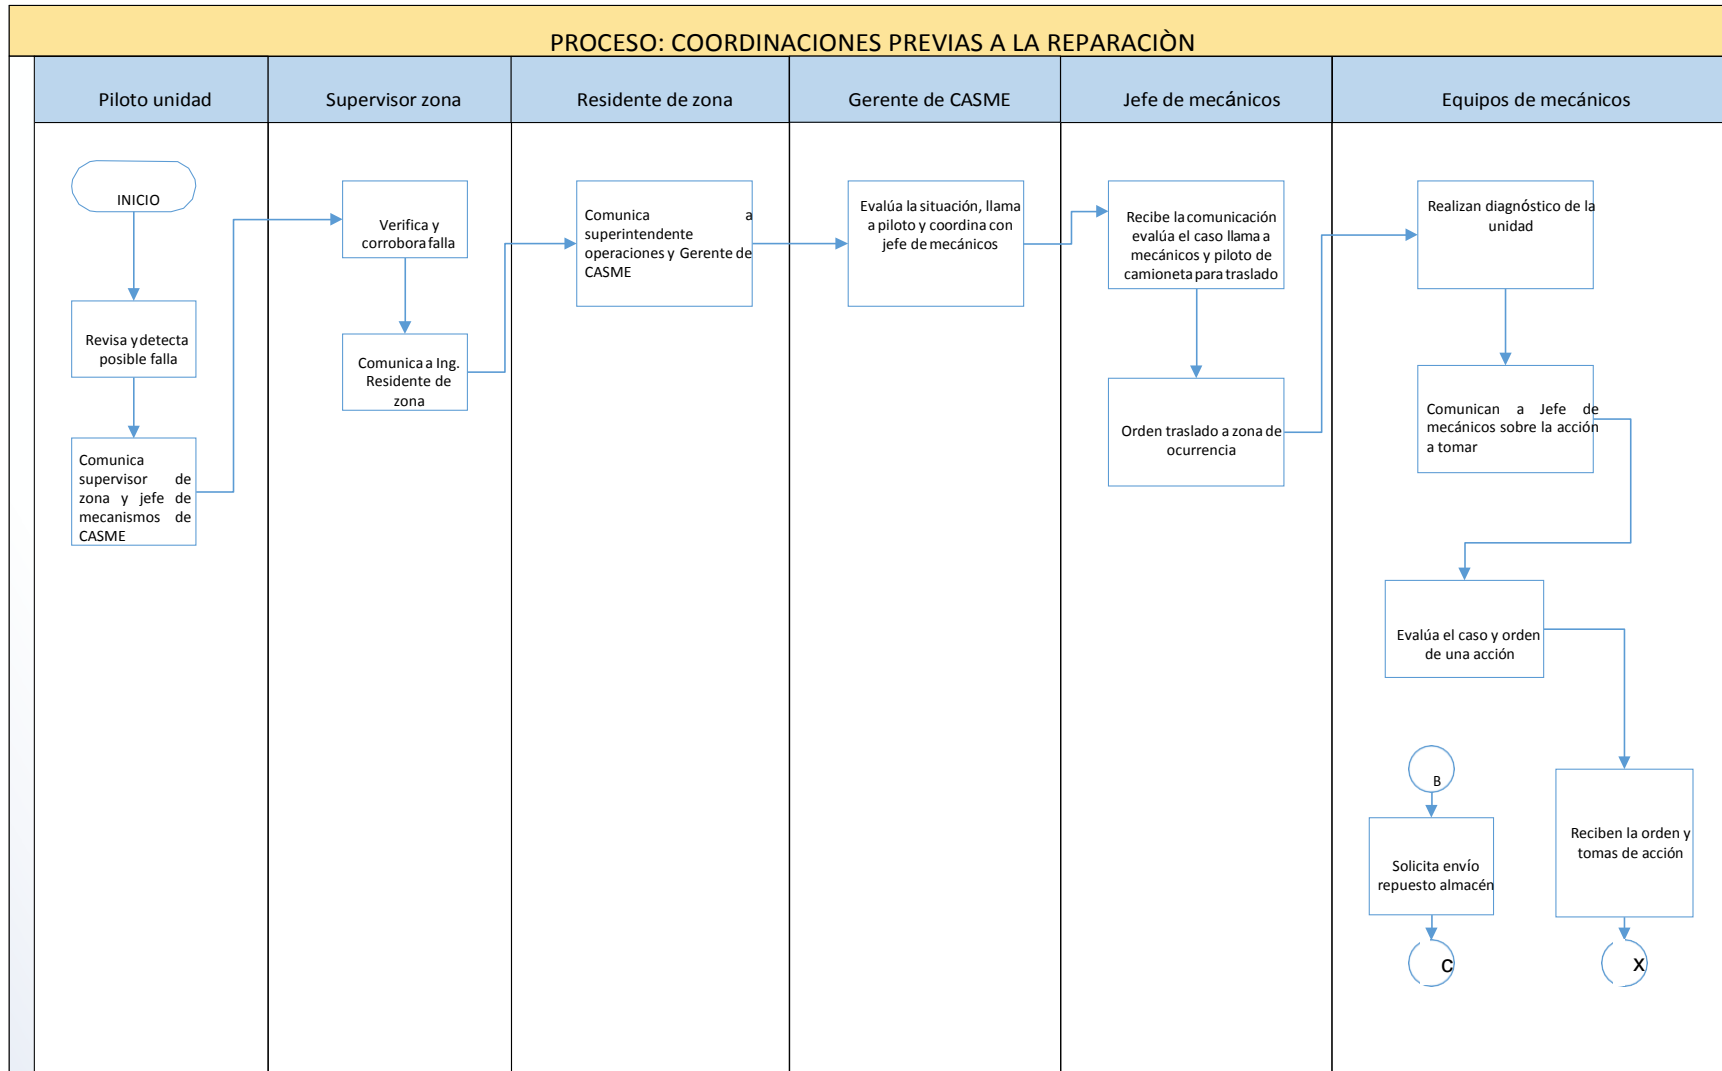 PROCESO: COORDINACIONES PREVIAS A LA REPARACIÒN
Piloto unidad
Supervisor zona
Residente de zona
Gerente de CASME
Jefe de mecánicos
Equipos de mecánicos
INICIO
Revisa y detecta
posible falla
Comunica
supervisor de
zona y jefe de
mecanismos de
CASME
Verifica y
corrobora falla
Comunica a Ing.
Residente de
zona
Comunica a
superintendente
operaciones y Gerente de
CASME
Evalúa la situación, llama
a piloto y coordina con
jefe de mecánicos
Recibe la comunicación
evalúa el caso llama a
mecánicos y piloto de
camioneta para traslado
Orden traslado a zona de
ocurrencia
Realizan diagnóstico de la
unidad
Comunican a Jefe de
mecánicos sobre la acción
a tomar
Evalúa el caso y orden
de una acción
B
Solicita envío
repuesto almacén
C
Reciben la orden y
tomas de acción
X